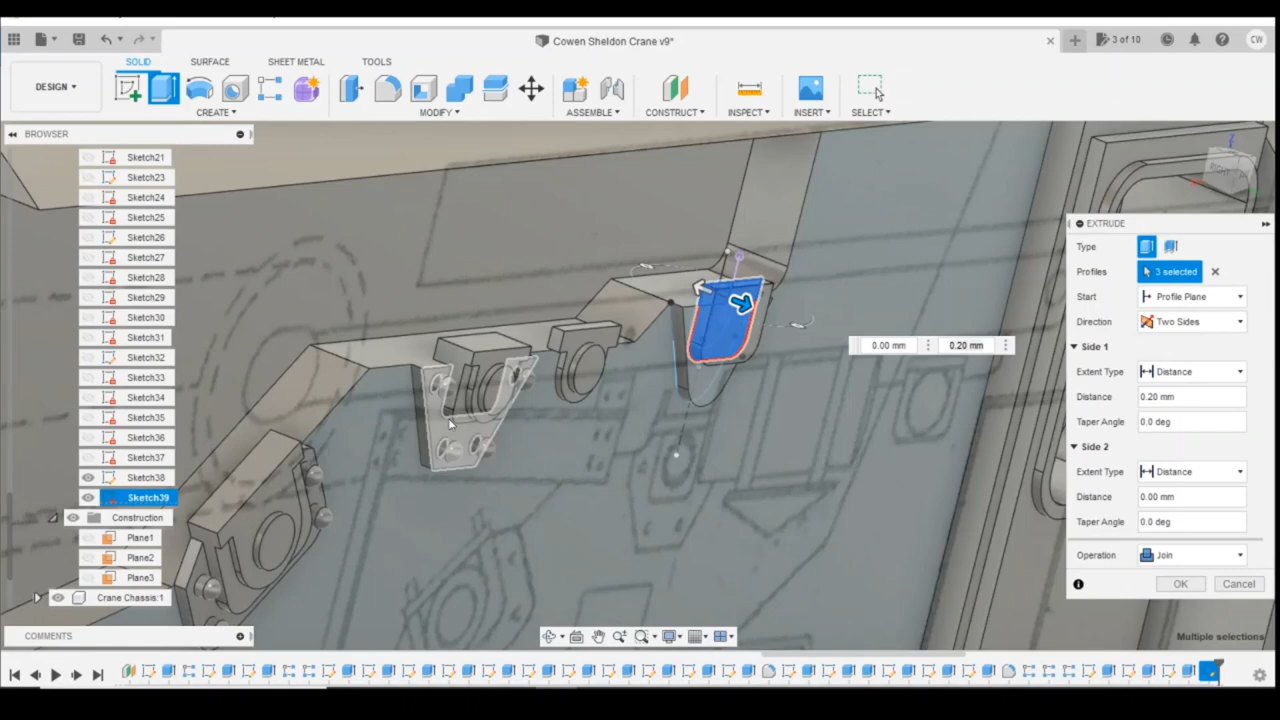 Cowen Sheldon Crane v9*
3 of 10
CW
SOLID SURFACE SHEET METAL TOOLS
DESIGN
CREATE MODIFY ASSEMBLE CONSTRUCT INSPECT INSERT SELECT
BROWSER
Sketch21
Sketch23
Sketch24
Sketch25
Sketch26
Sketch27
Sketch28
Sketch29
Sketch30
Sketch31
Sketch32
Sketch33
Sketch34
Sketch35
Sketch36
Sketch37
Sketch38
Sketch39
Construction
Plane1
Plane2
Plane3
Crane Chassis:1
COMMENTS
Z
0.00 mm 0.20 mm
EXTRUDE
Type
Profiles 3 selected
Start Profile Plane
Direction Two Sides
Side 1
Extent Type Distance
Distance 0.20 mm
Taper Angle 0.0 deg
Side 2
Extent Type Distance
Distance 0.00 mm
Taper Angle 0.0 deg
Operation Join
OK Cancel
Multiple selections